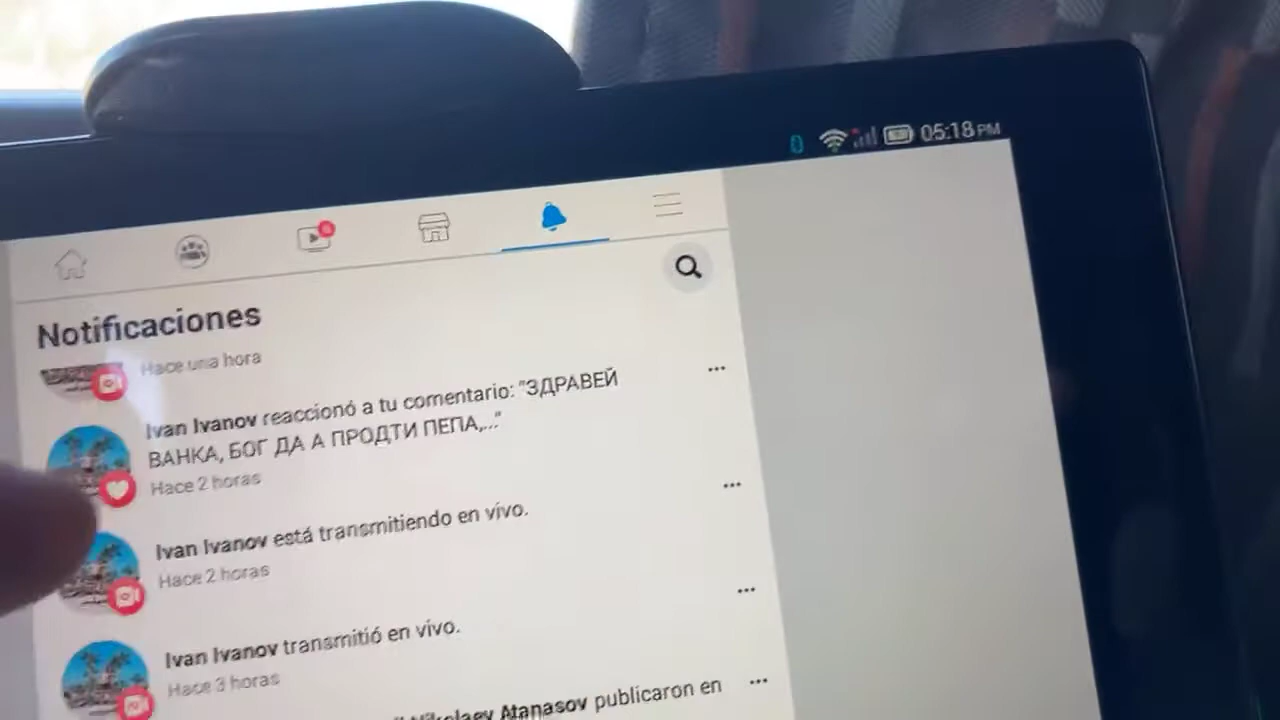 05:18 PM
Notificaciones
Hace una hora
Ivan Ivanov reaccionó a tu comentario: "ЗДРАВЕЙ
ВАНКА, БОГ ДА А ПРОДТИ ПЕПА,..."
Hace 2 horas
Ivan Ivanov está transmitiendo en vivo.
Hace 2 horas
Ivan Ivanov transmitió en vivo.
Hace 3 horas
Nikolaev Atanasov publicaron en